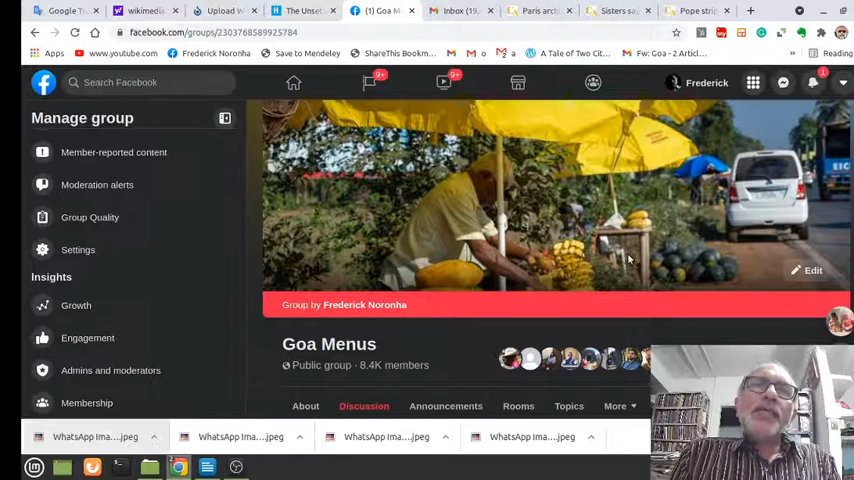 Google T
wikimedi
Upload W
The Unse
(1) Goa M
Inbox (19,
Paris arch
Sisters say
Pope strip
facebook.com/groups/2303768589925784
Apps
www.youtube.com
Frederick Noronha
Save to Mendeley
ShareThis Bookm...
M o
a
A Tale of Two Cit...
Fw: Goa - 2 Articl...
»
Reading
Search Facebook
9+
9+
Frederick
1
Manage group
Member-reported content
Moderation alerts
Group Quality
Settings
Insights
Growth
Engagement
Admins and moderators
Membership
EIC
Edit
Group by Frederick Noronha
Goa Menus
Public group · 8.4K members
About
Discussion
Announcements
Rooms
Topics
More
WhatsApp Ima....jpeg
WhatsApp Ima....jpeg
WhatsApp Ima....jpeg
WhatsApp Ima....jpeg